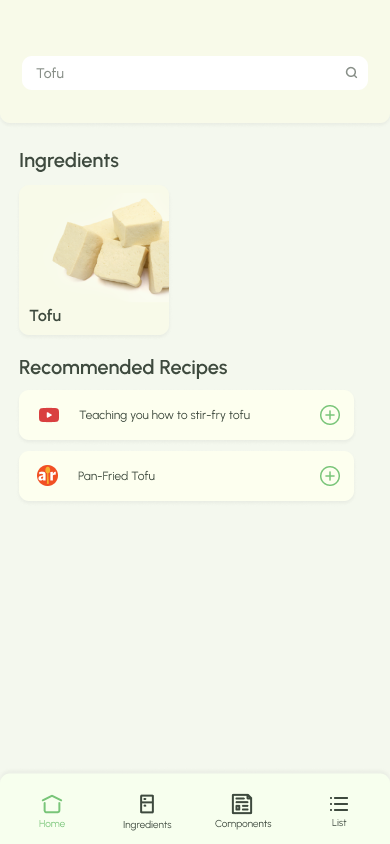 Tofu
Ingredients
Tofu
Recommended Recipes
Teaching you how to stir-fry tofu
ar
Pan-Fried Tofu
Home
Ingredients
Components
List